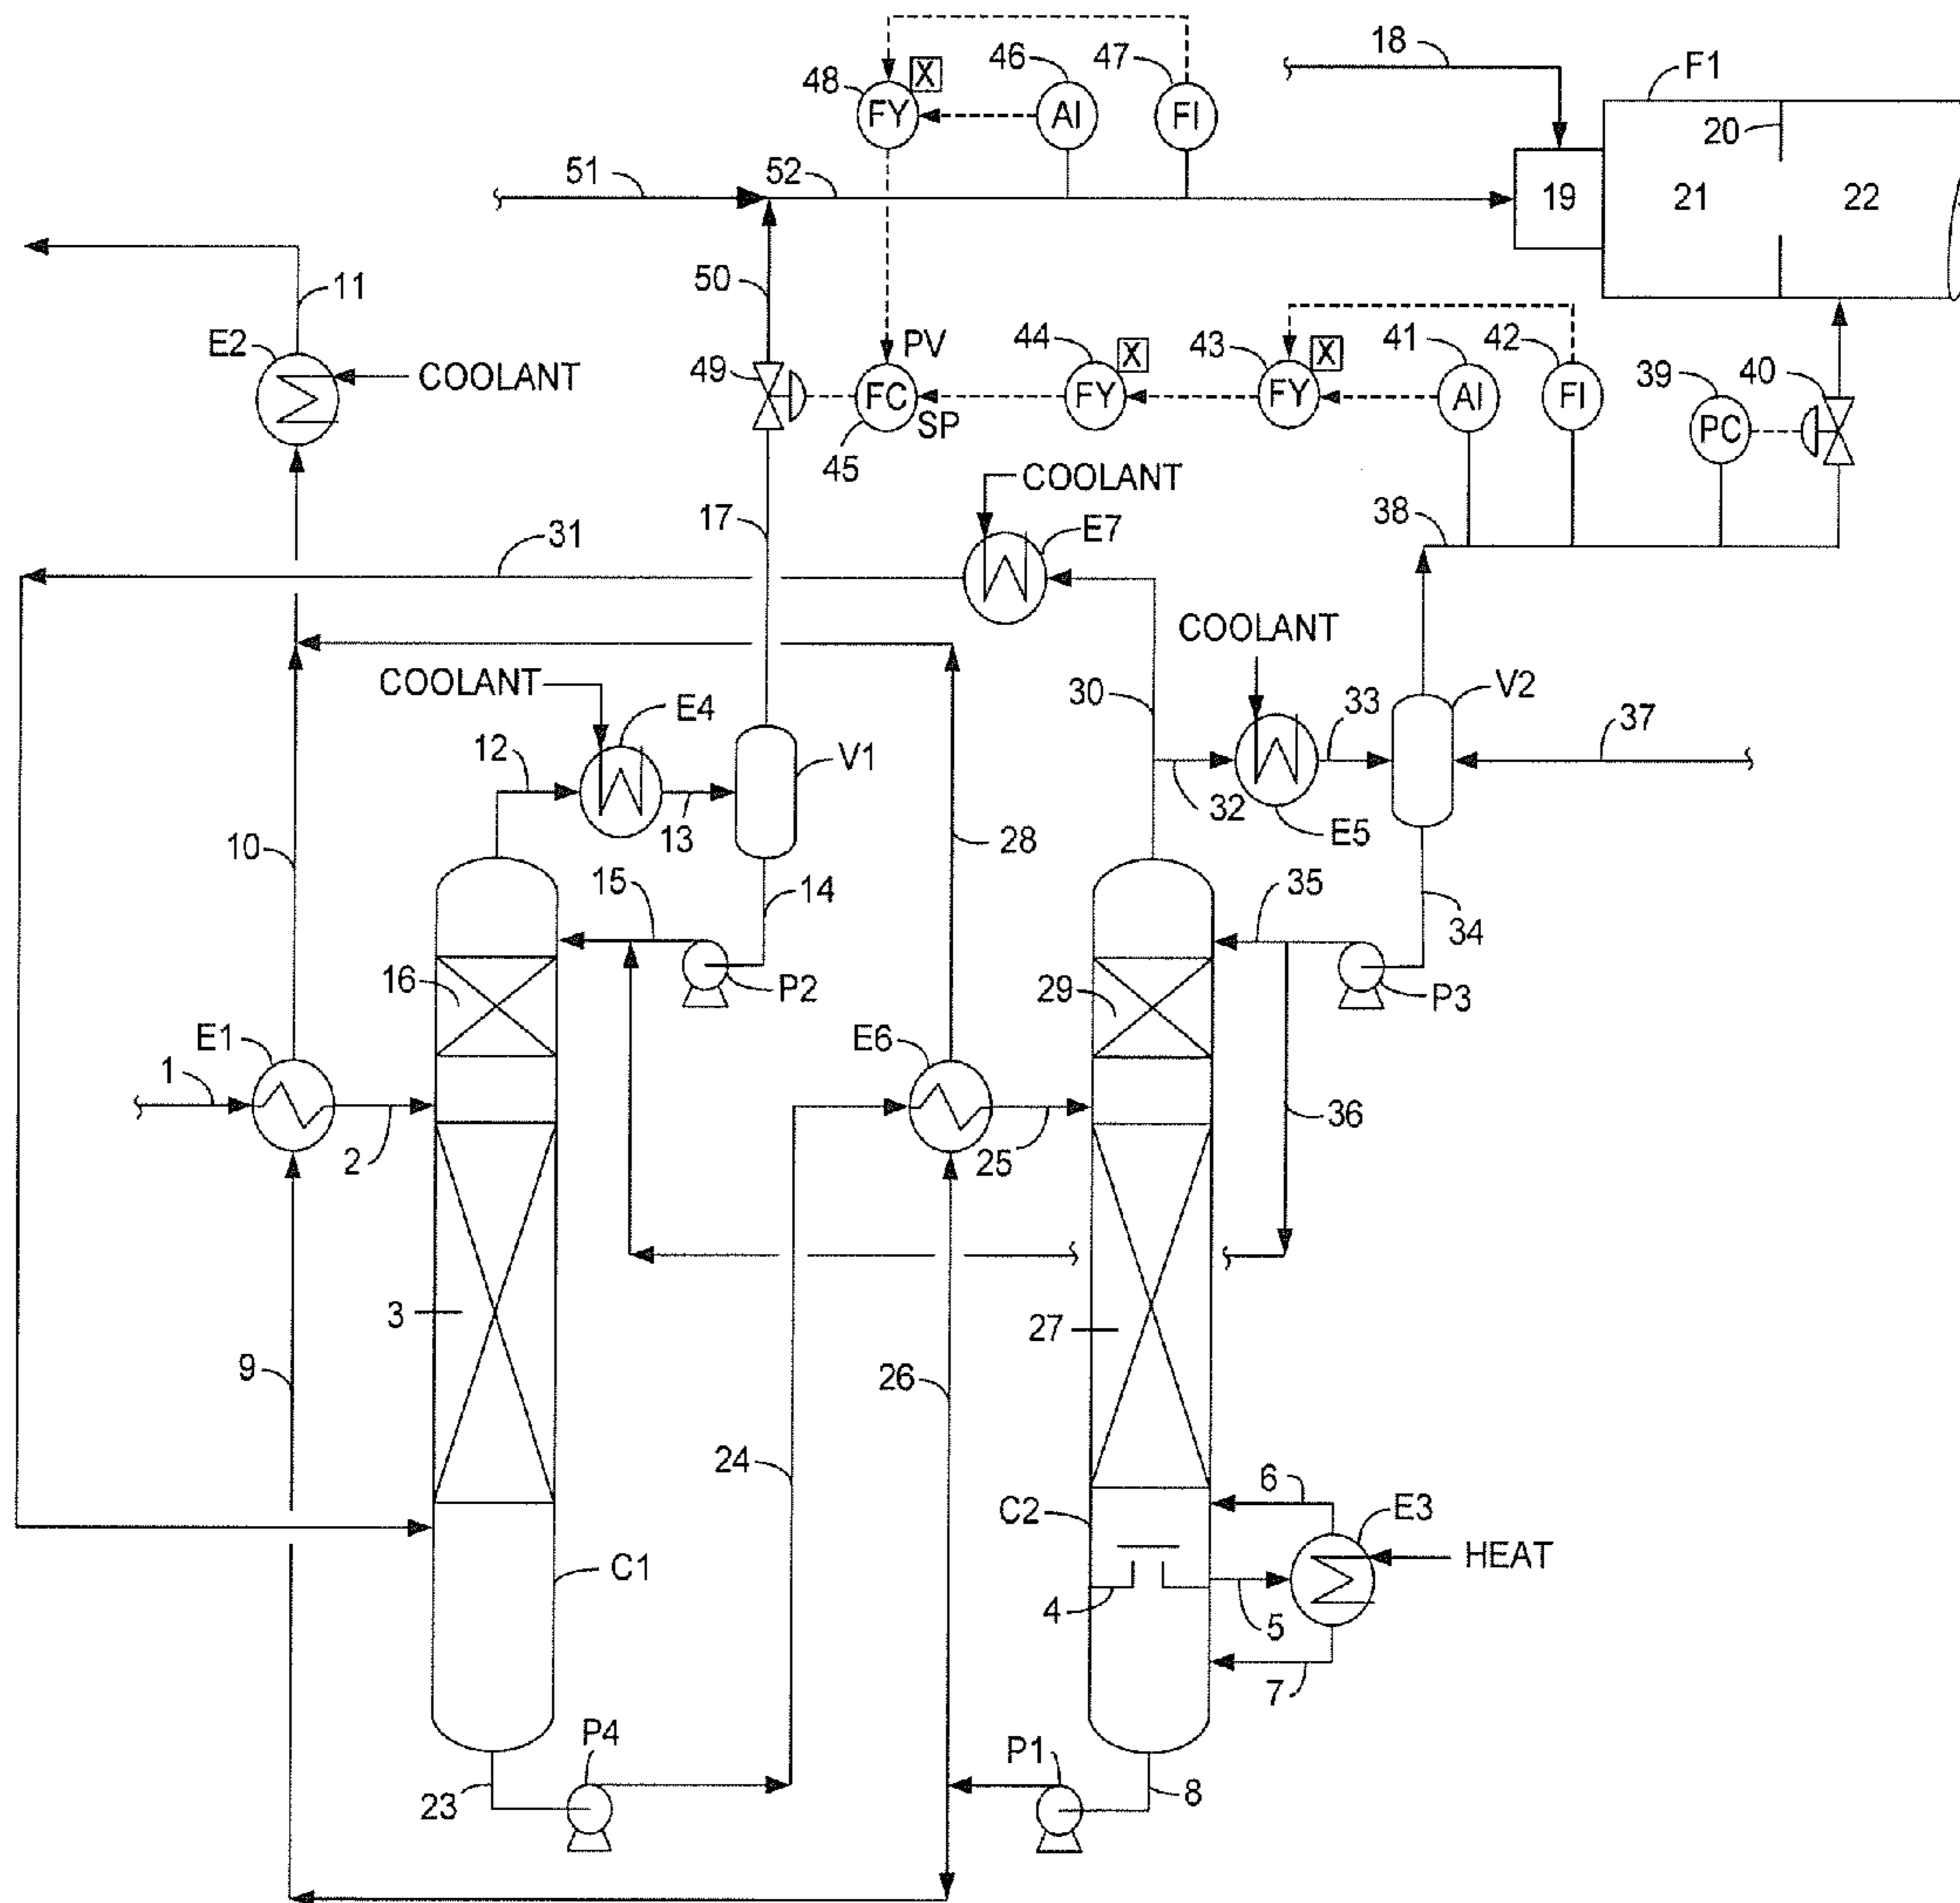 18
F1
46
47
48
X
FY
AI
FI
20
51
52
19
21
22
11
50
E2
COOLANT
49
PV
FC
SP
45
44
X
FY
43
X
FY
41
AI
42
FI
39
PC
40
COOLANT
17
31
E7
38
COOLANT
COOLANT
E4
30
33
V2
12
V1
37
13
32
E5
10
28
15
14
35
34
16
P2
29
P3
E1
E6
1
2
25
36
3
27
9
26
24
6
C2
E3
C1
HEAT
4
5
7
P4
P1
23
8